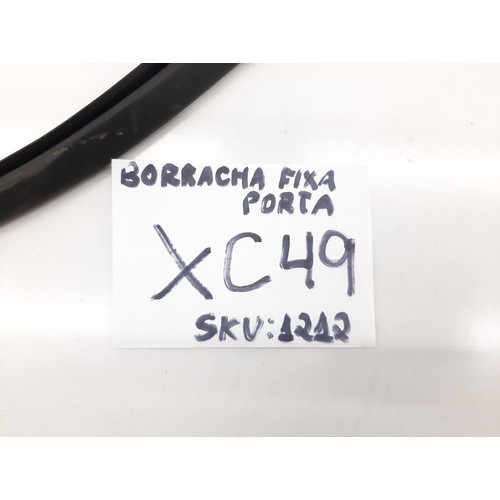 BORRACHA FIXA
PORTA
XC49
SKU:1212